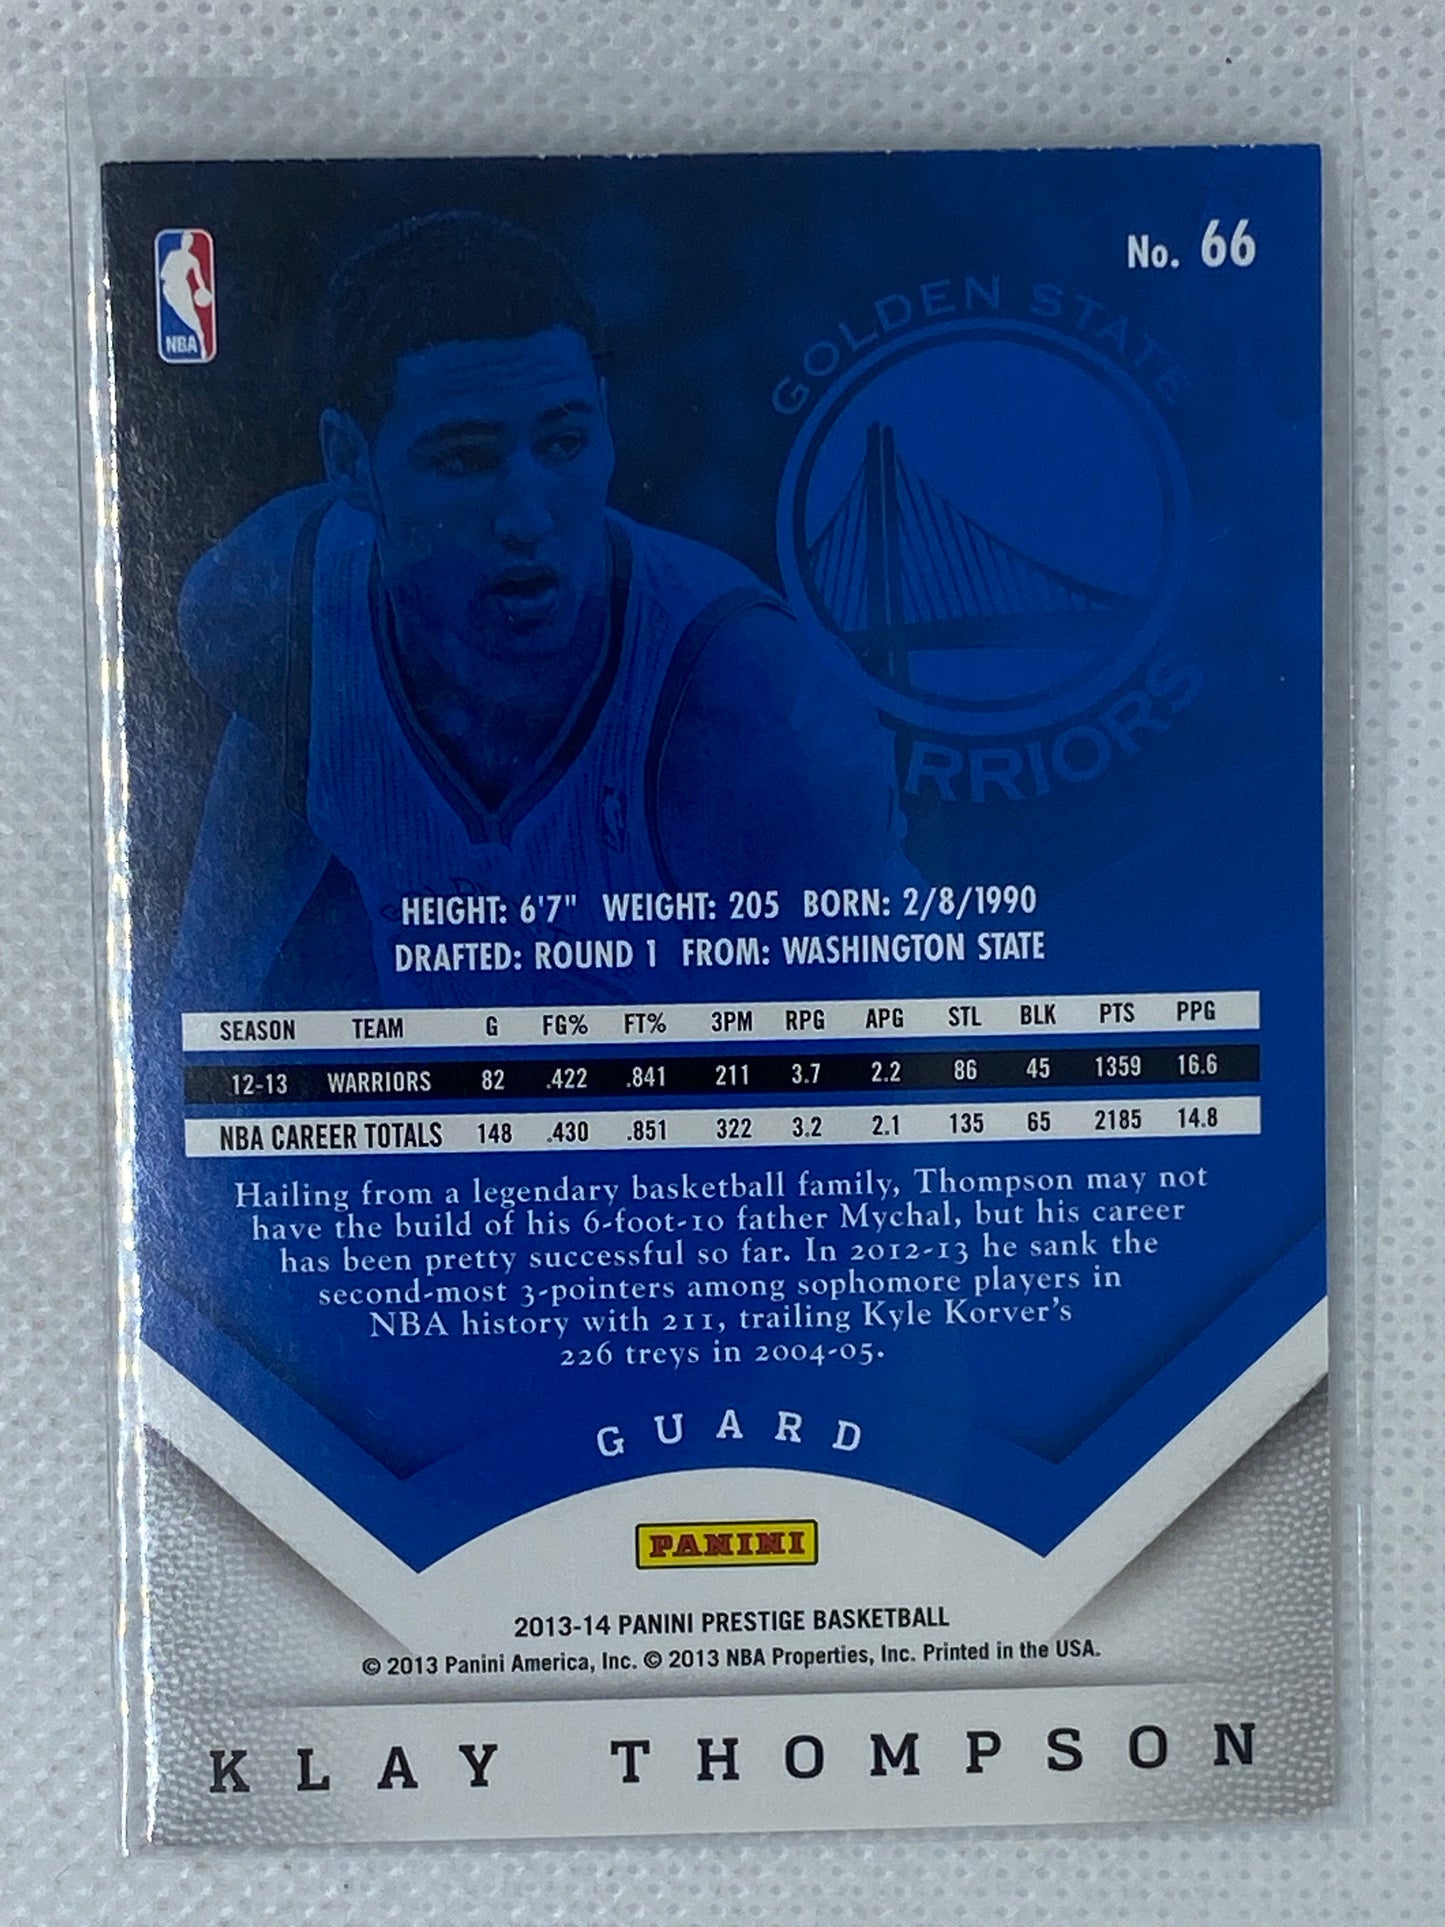 No. 66
NBA
GOLDEN STATE
RRIORS
HEIGHT: 6'7" WEIGHT: 205 BORN: 2/8/1990
DRAFTED: ROUND 1 FROM: WASHINGTON STATE
SEASON TEAM G FG% FT% 3PM RPG APG STL BLK PTS PPG
12-13 WARRIORS 82 .422 .841 211 3.7 2.2 86 45 1359 16.6
NBA CAREER TOTALS 148 .430 .851 322 3.2 2.1 135 65 2185 14.8
Hailing from a legendary basketball family, Thompson may not
have the build of his 6-foot-10 father Mychal, but his career
has been pretty successful so far. In 2012-13 he sank the
second-most 3-pointers among sophomore players in
NBA history with 211, trailing Kyle Korver's
226 treys in 2004-05.
GUARD
PANINI
2013-14 PANINI PRESTIGE BASKETBALL
© 2013 Panini America, Inc. © 2013 NBA Properties, Inc. Printed in the USA.
KLAY THOMPSON